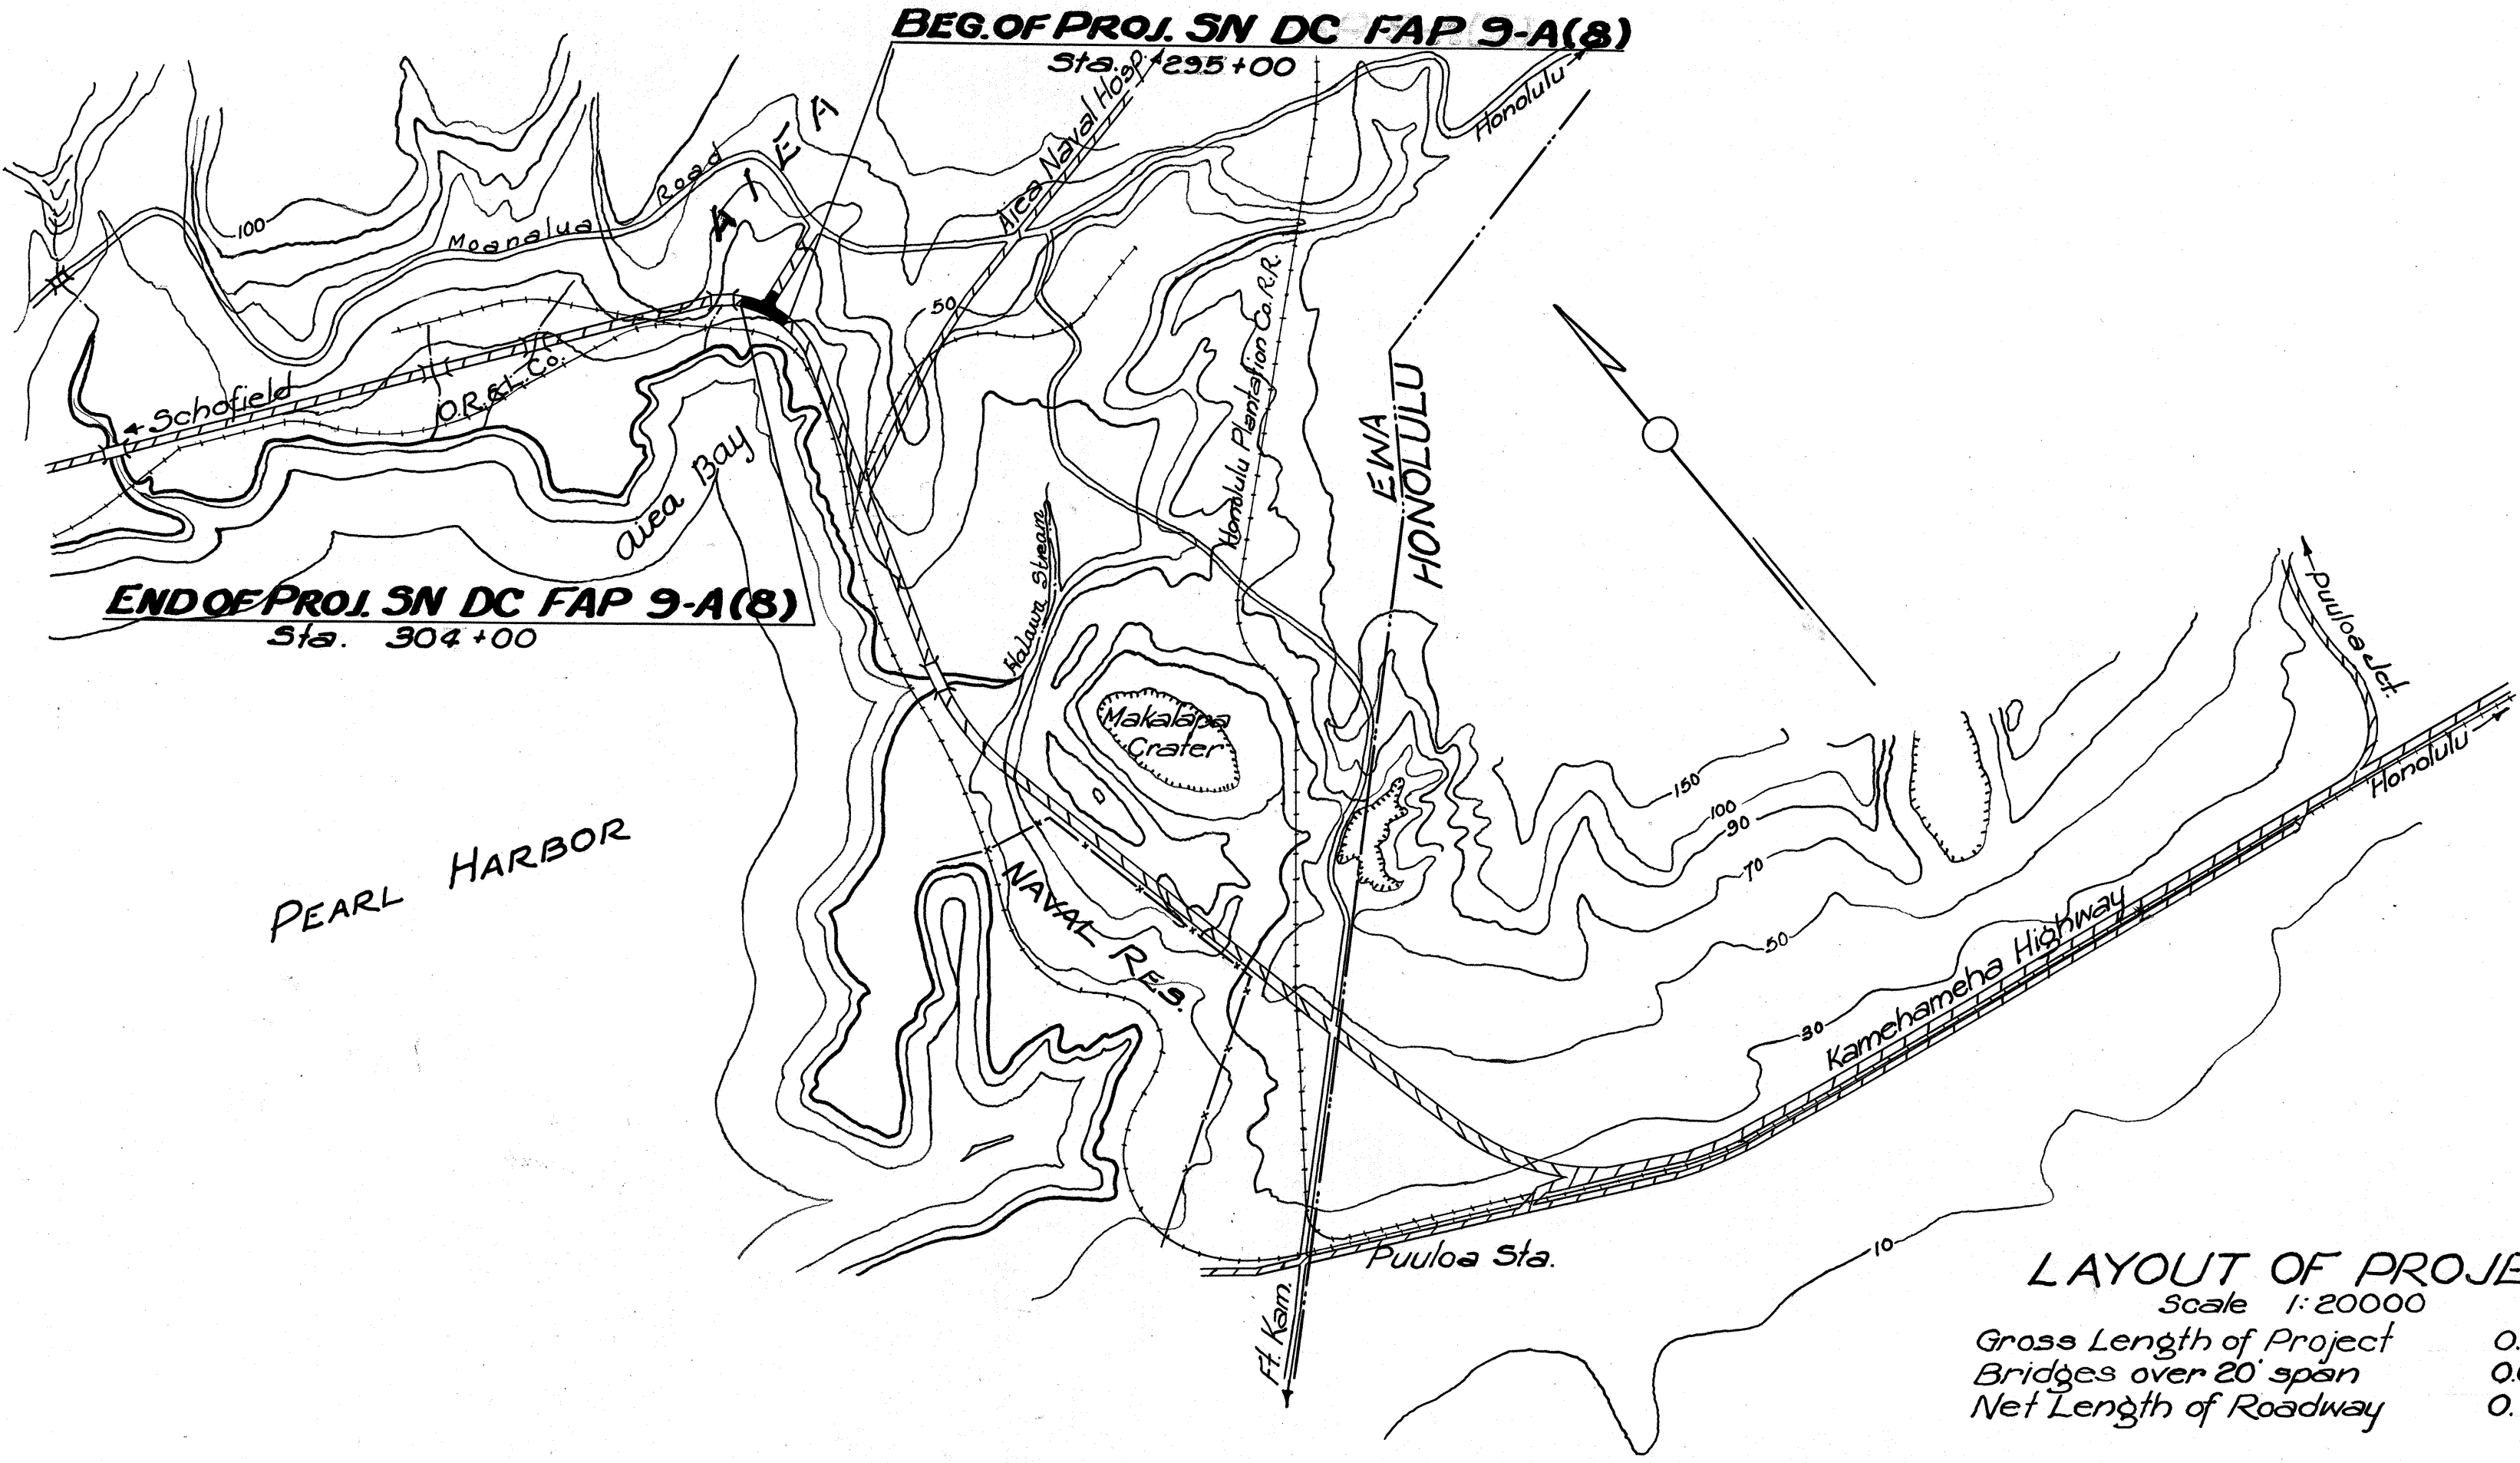 BEG. OF PROJ. SN DC FAP 9-A(8)
Sta. 295+00
Honolulu
Aiea Naval Hosp.
AIEA
Moanalua Road
100
50
Schofield
O.R.&L.Co.
Aiea Bay
Honolulu Plantation Co. R.R.
EWA
HONOLULU
END OF PROJ. SN DC FAP 9-A(8)
Sta. 304+00
Halawa Stream
Makalapa
Crater
Puuloa Jct.
Honolulu
150
100
90
70
50
30
10
PEARL HARBOR
NAVAL RES.
Kamehameha Highway
Puuloa Sta.
Ft. Kam.
LAYOUT OF PROJE
Scale 1:20000
Gross Length of Project 0.
Bridges over 20' span 0.
Net Length of Roadway 0.